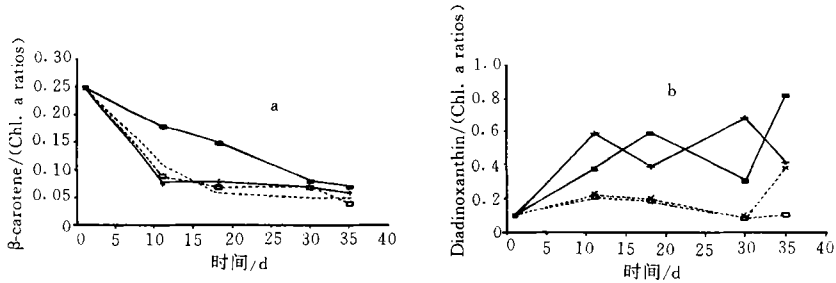 β-carotene/(Chl. a ratios)
0.30
0.25
0.20
0.15
0.10
0.05
0
a
0 5 10 15 20 25 30 35 40
时间/d
Diadinoxanthin/(Chl. a ratios)
1.0
0.8
0.6
0.4
0.2
0
b
0 5 10 15 20 25 30 35 40
时间/d